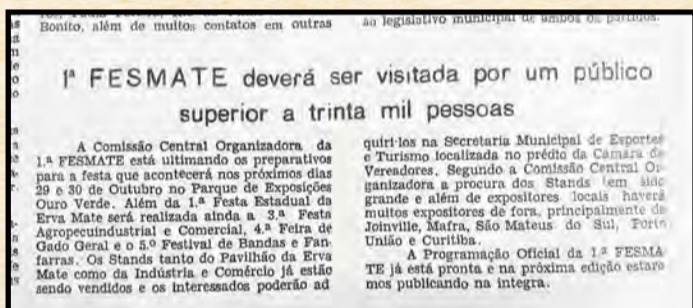 Bonito, além de muitos contatos em outras
ao legislativo municipal de ambos os partidos.
1ª FESMATE deverá ser visitada por um público
superior a trinta mil pessoas
A Comissão Central Organizadora da
1.ª FESMATE está ultimando os preparativos
para a festa que acontecerá nos próximos dias
29 e 30 de Outubro no Parque de Exposições
Ouro Verde. Além da 1.ª Festa Estadual da
Erva Mate será realizada ainda a 3.ª Festa
Agropecuindustrial e Comercial, 4.ª Feira de
Gado Geral e o 5.º Festival de Bandas e Fan-
farras. Os Stands tanto do Pavilhão da Erva
Mate como da Indústria e Comércio já estão
sendo vendidos e os interessados poderão ad
quiri-los na Secretaria Municipal de Esportes
e Turismo localizada no prédio da Câmara de
Vereadores. Segundo a Comissão Central Or-
ganizadora a procura dos Stands tem sido
grande e além de expositores locais haverá
muitos expositores de fora, principalmente de
Joinville, Mafra, São Mateus do Sul, Porto
União e Curitiba.
A Programação Oficial da 1.ª FESMA
TE já está pronta e na próxima edição estare
mos publicando na íntegra.